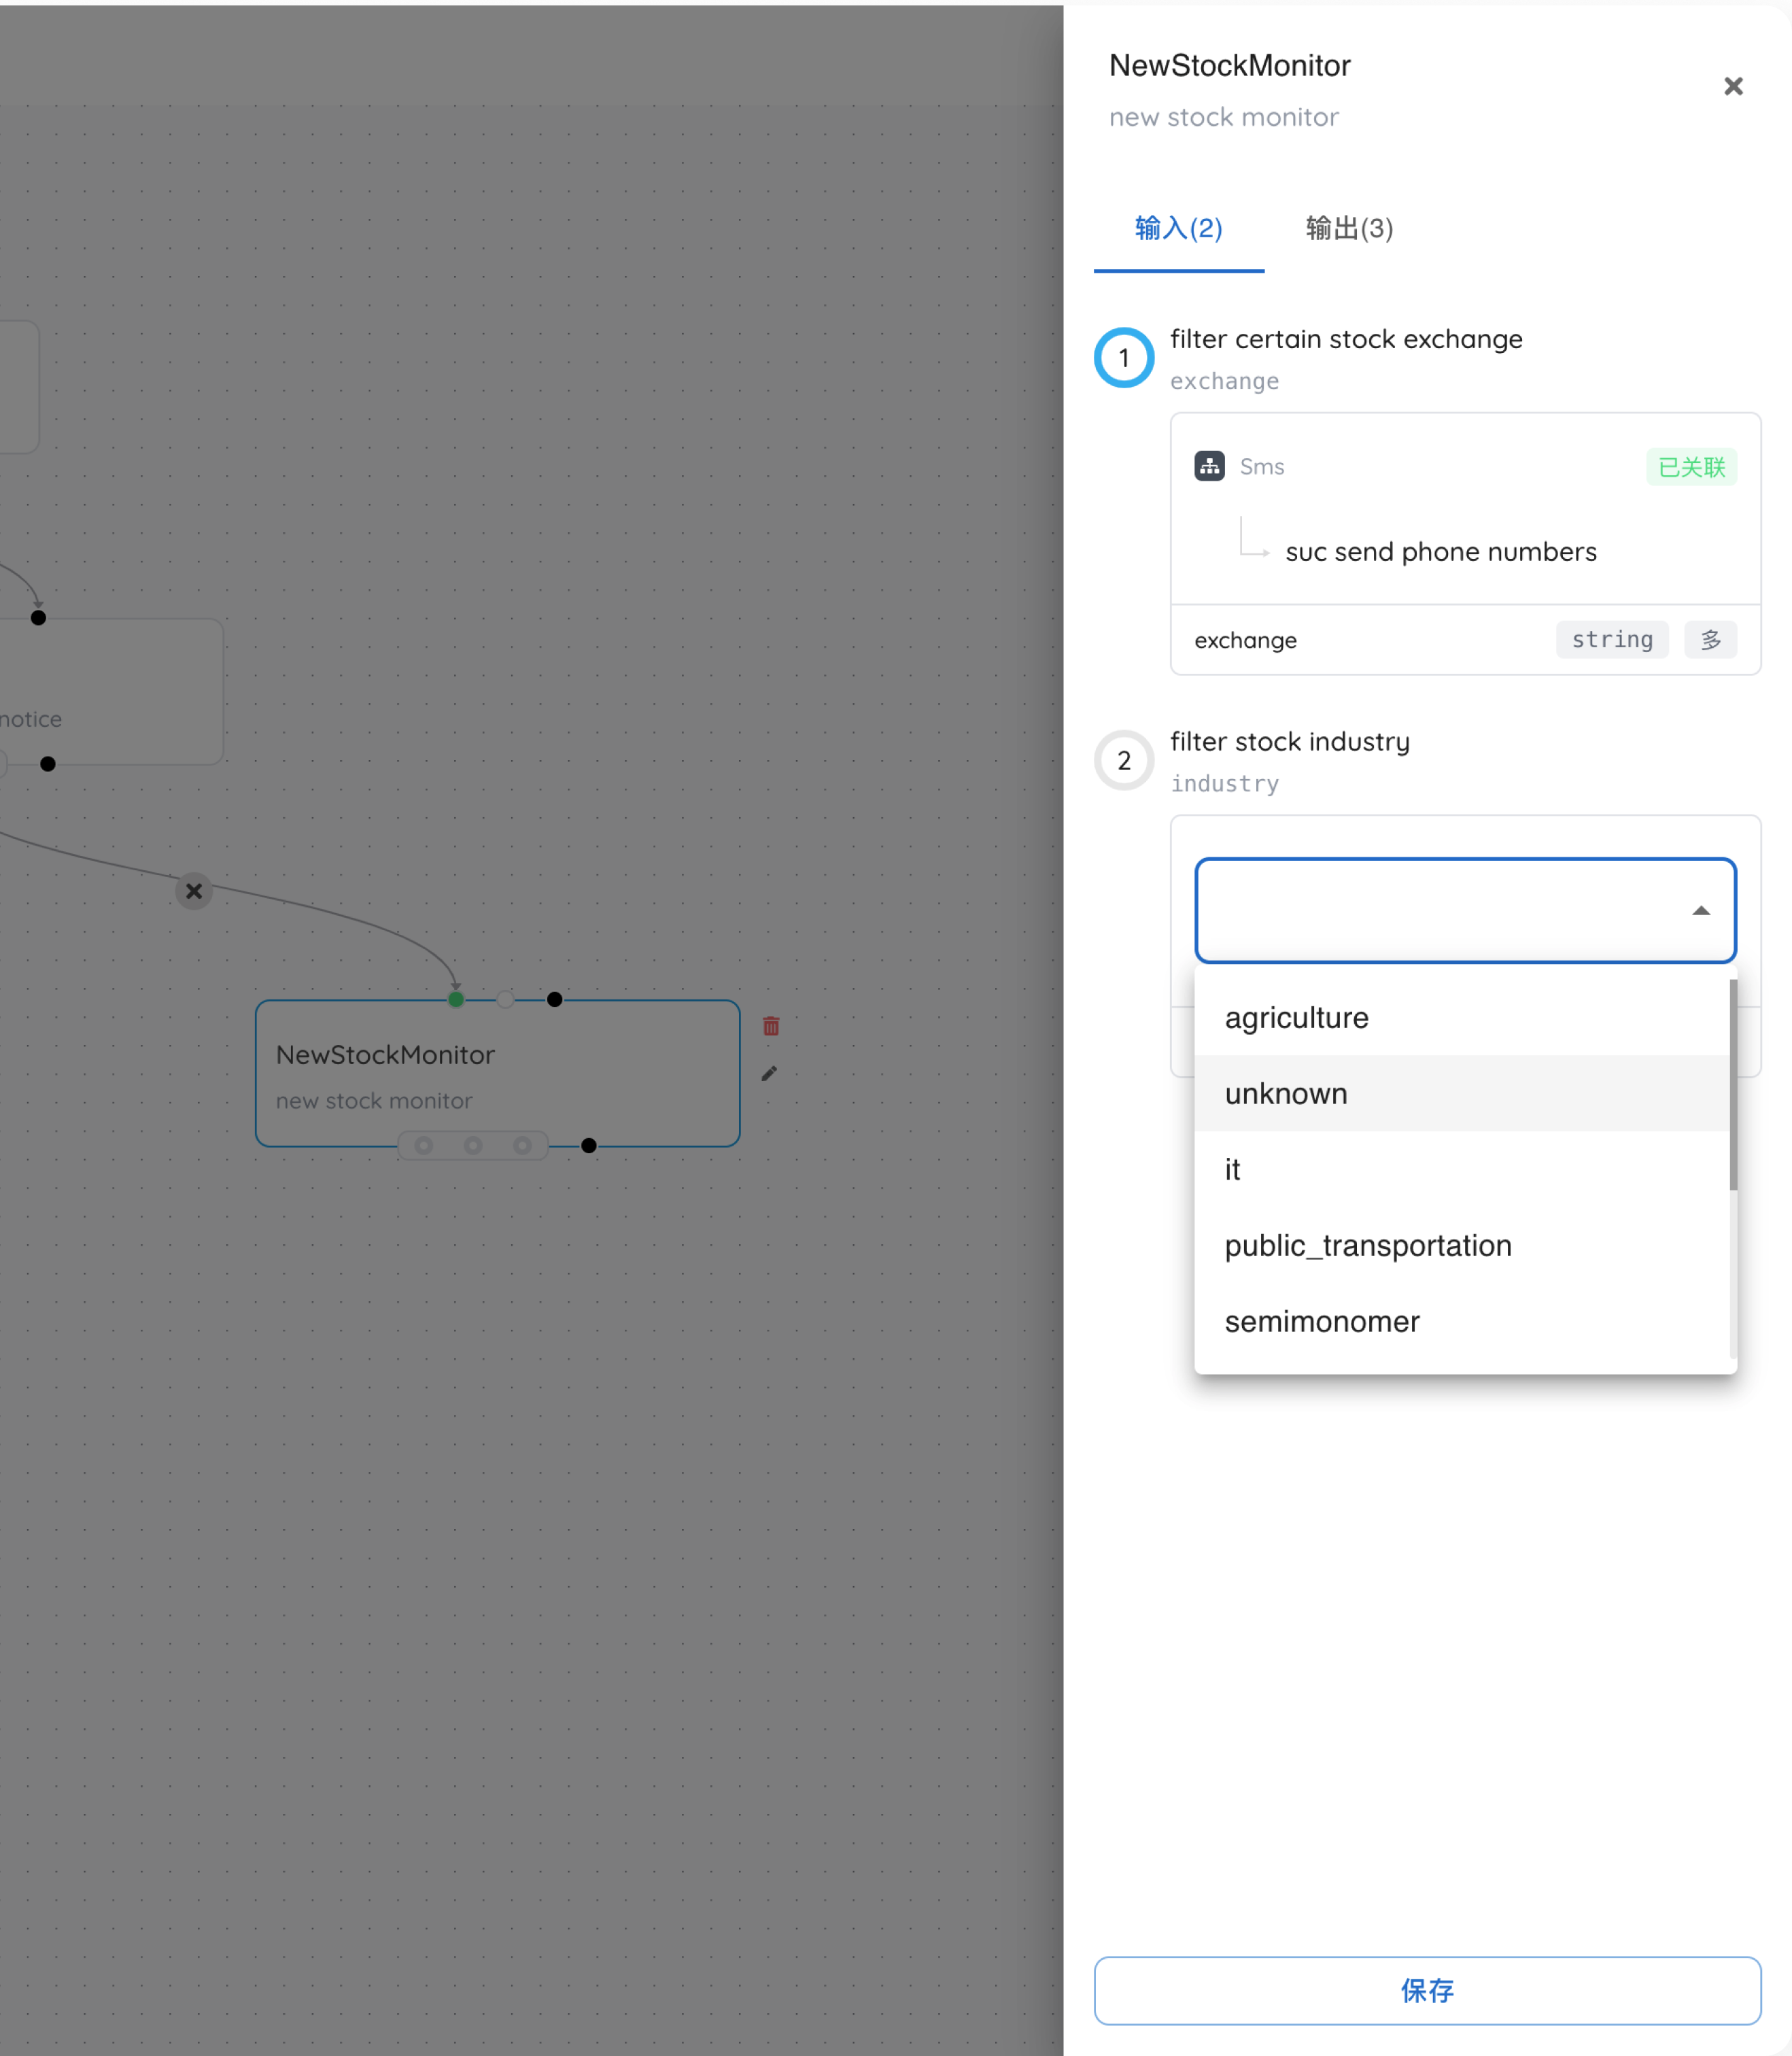 NewStockMonitor
new stock monitor
输入(2)
输出(3)
1
filter certain stock exchange
exchange
Sms
已关联
suc send phone numbers
exchange
string
多
2
filter stock industry
industry
agriculture
unknown
it
public_transportation
semimonomer
保存
notice
NewStockMonitor
new stock monitor